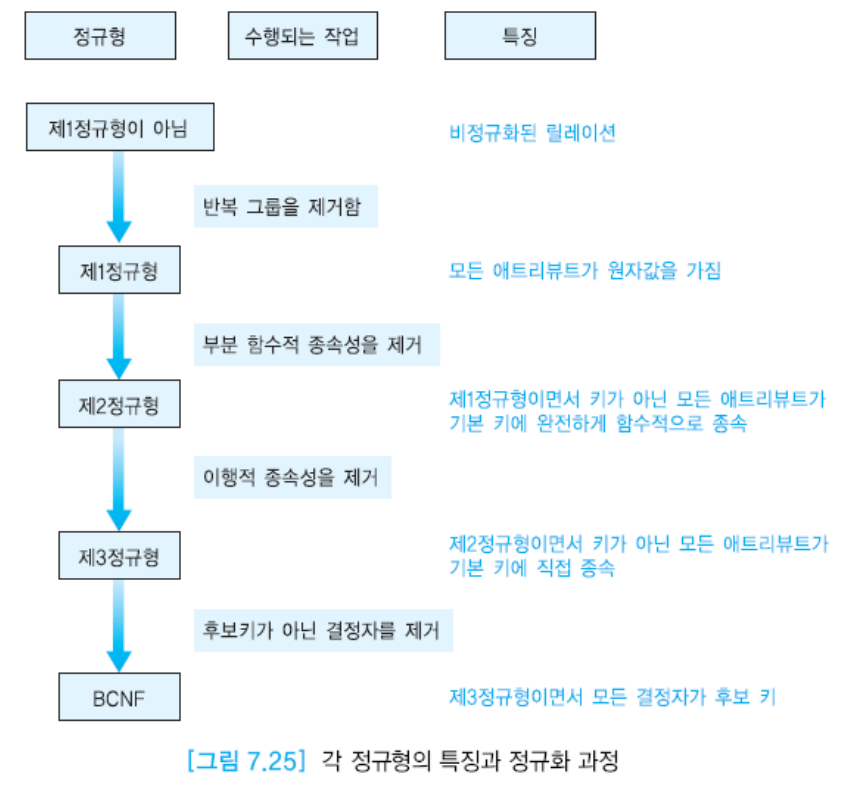 정규형
수행되는 작업
특징
제1정규형이 아님
비정규화된 릴레이션
반복 그룹을 제거함
제1정규형
모든 애트리뷰트가 원자값을 가짐
부분 함수적 종속성을 제거
제2정규형
제1정규형이면서 키가 아닌 모든 애트리뷰트가
기본 키에 완전하게 함수적으로 종속
이행적 종속성을 제거
제3정규형
제2정규형이면서 키가 아닌 모든 애트리뷰트가
기본 키에 직접 종속
후보키가 아닌 결정자를 제거
BCNF
제3정규형이면서 모든 결정자가 후보 키
[그림 7.25] 각 정규형의 특징과 정규화 과정